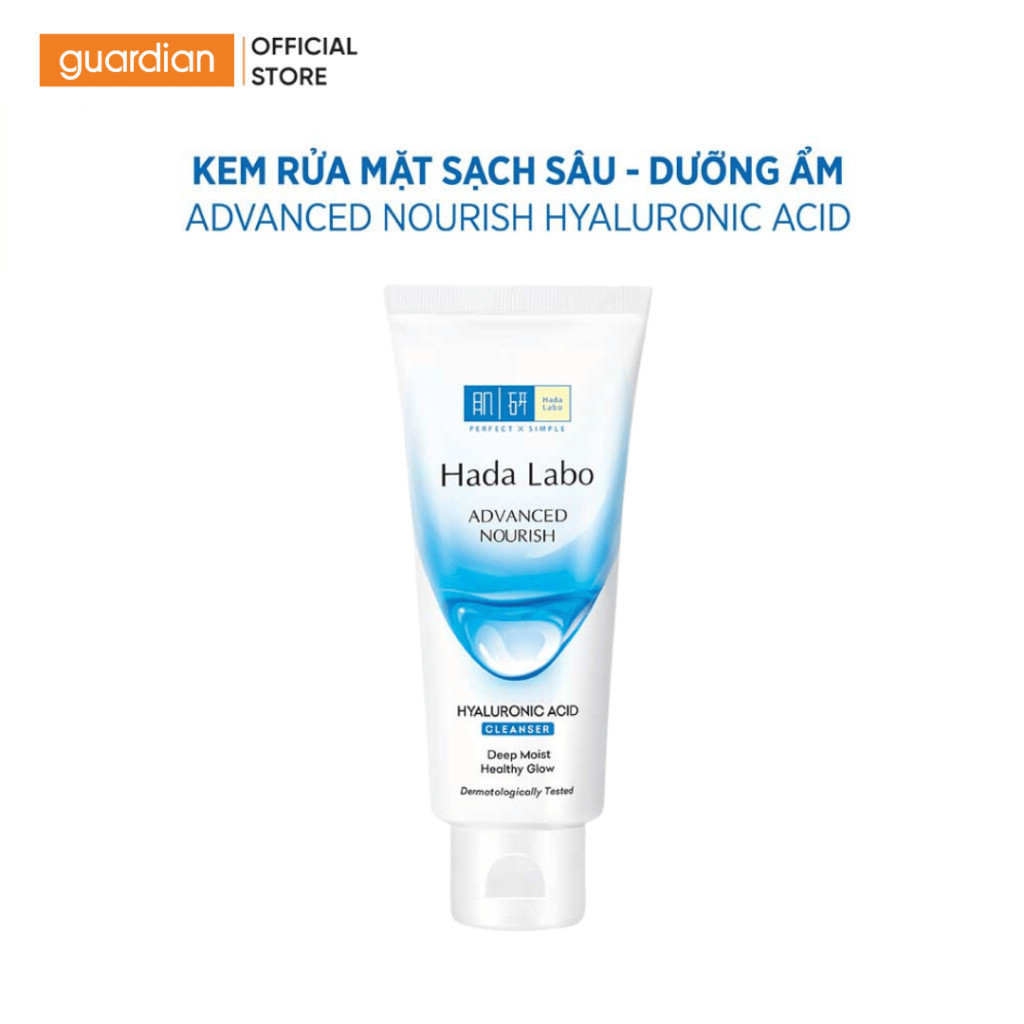 guardian
OFFICIAL
STORE
KEM RỬA MẶT SẠCH SÂU - DƯỠNG ẨM
ADVANCED NOURISH HYALURONIC ACID
肌 研
Hada
Labo
PERFECT X SIMPLE
Hada Labo
ADVANCED
NOURISH
HYALURONIC ACID
CLEANSER
Deep Moist
Healthy Glow
Dermatologically Tested